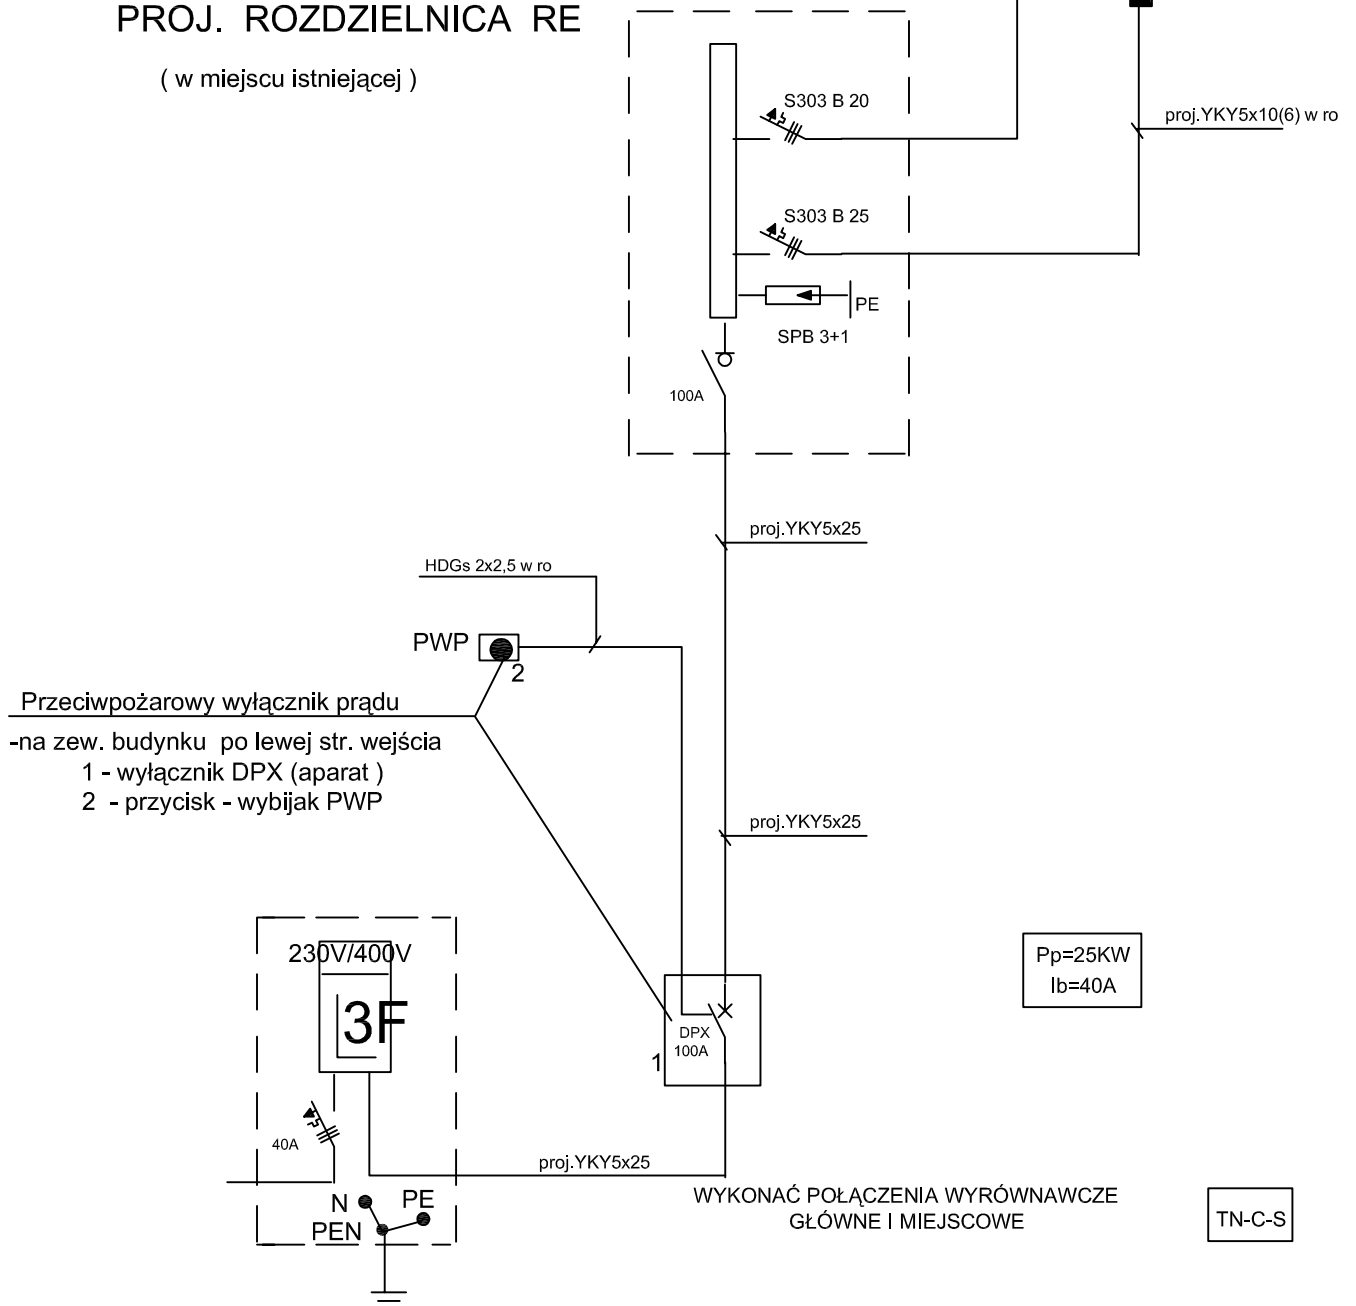 PROJ. ROZDZIELNICA RE
( w miejscu istniejącej )
S303 B 20
proj.YKY5x10(6) w ro
S303 B 25
PE
SPB 3+1
100A
proj.YKY5x25
HDGs 2x2,5 w ro
PWP
2
Przeciwpożarowy wyłącznik prądu
-na zew. budynku po lewej str. wejścia
1 - wyłącznik DPX (aparat )
2 - przycisk - wybijak PWP
proj.YKY5x25
230V/400V
3F
Pp=25KW
Ib=40A
DPX
100A
1
40A
proj.YKY5x25
N
PE
PEN
WYKONAĆ POŁĄCZENIA WYRÓWNAWCZE
GŁÓWNE I MIEJSCOWE
TN-C-S